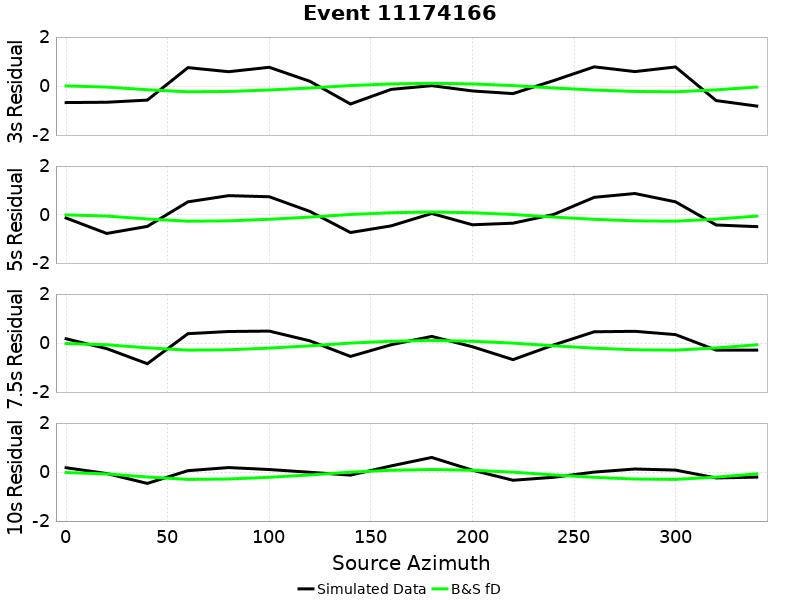 Event 11174166
3s Residual
2
0
-2
5s Residual
2
0
-2
7.5s Residual
2
0
-2
10s Residual
2
0
-2
0 50 100 150 200 250 300
Source Azimuth
Simulated Data B&S fD